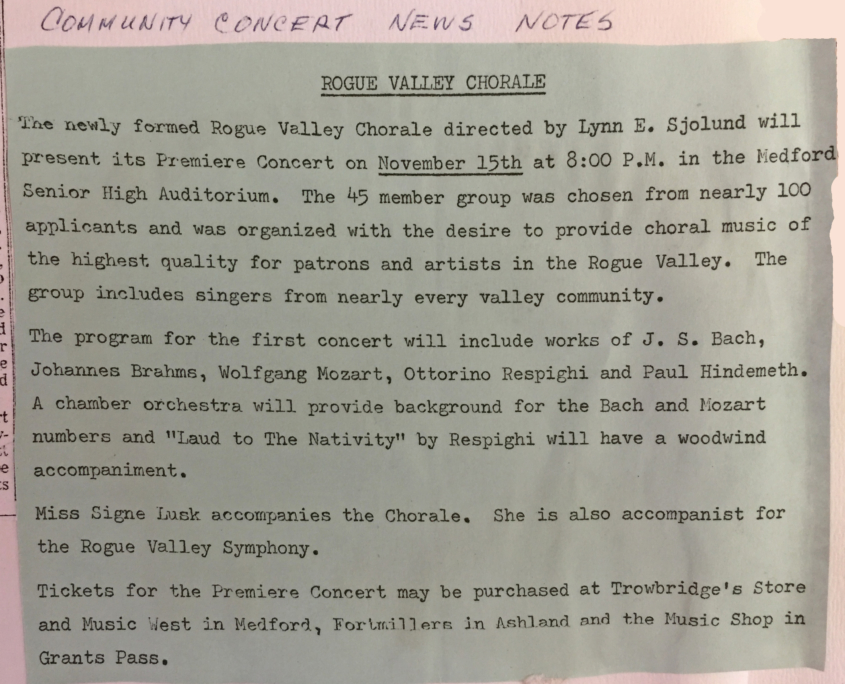 COMMUNITY CONCERT NEWS NOTES
ROGUE VALLEY CHORALE
The newly formed Rogue Valley Chorale directed by Lynn E. Sjolund will
present its Premiere Concert on November 15th at 8:00 P.M. in the Medford
Senior High Auditorium. The 45 member group was chosen from nearly 100
applicants and was organized with the desire to provide choral music of
the highest quality for patrons and artists in the Rogue Valley. The
group includes singers from nearly every valley community.
The program for the first concert will include works of J. S. Bach,
Johannes Brahms, Wolfgang Mozart, Ottorino Respighi and Paul Hindemeth.
A chamber orchestra will provide background for the Bach and Mozart
numbers and "Laud to The Nativity" by Respighi will have a woodwind
accompaniment.
Miss Signe Lusk accompanies the Chorale. She is also accompanist for
the Rogue Valley Symphony.
Tickets for the Premiere Concert may be purchased at Trowbridge's Store
and Music West in Medford, Fortmillers in Ashland and the Music Shop in
Grants Pass.